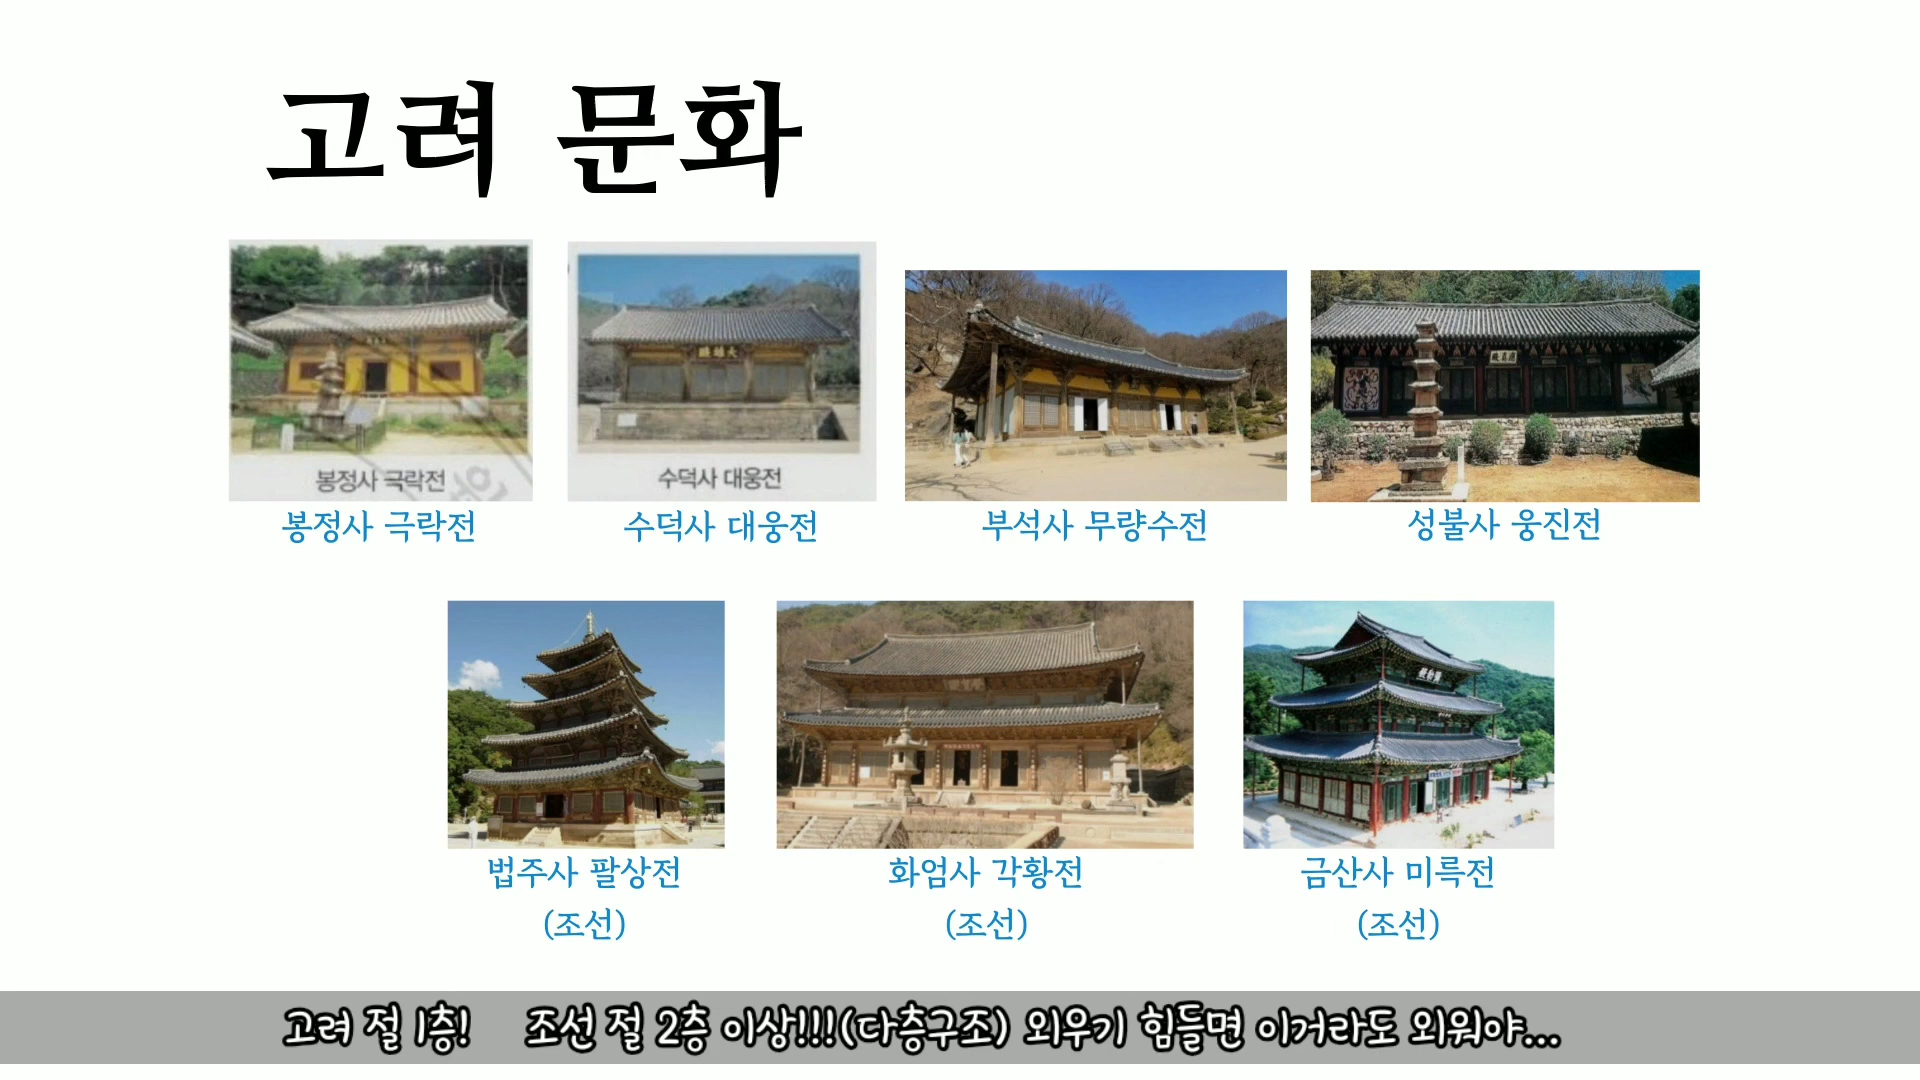 고려 문화
봉정사 극락전
수덕사 대웅전
봉정사 극락전
수덕사 대웅전
부석사 무량수전
성불사 웅진전
법주사 팔상전
(조선)
화엄사 각황전
(조선)
금산사 미륵전
(조선)
고려 절 1층! 조선 절 2층 이상!!!(다층구조) 외우기 힘들면 이거라도 외워야...